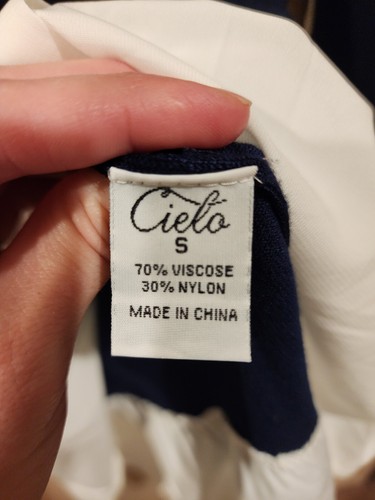 Cielo
S
70% VISCOSE
30% NYLON
MADE IN CHINA